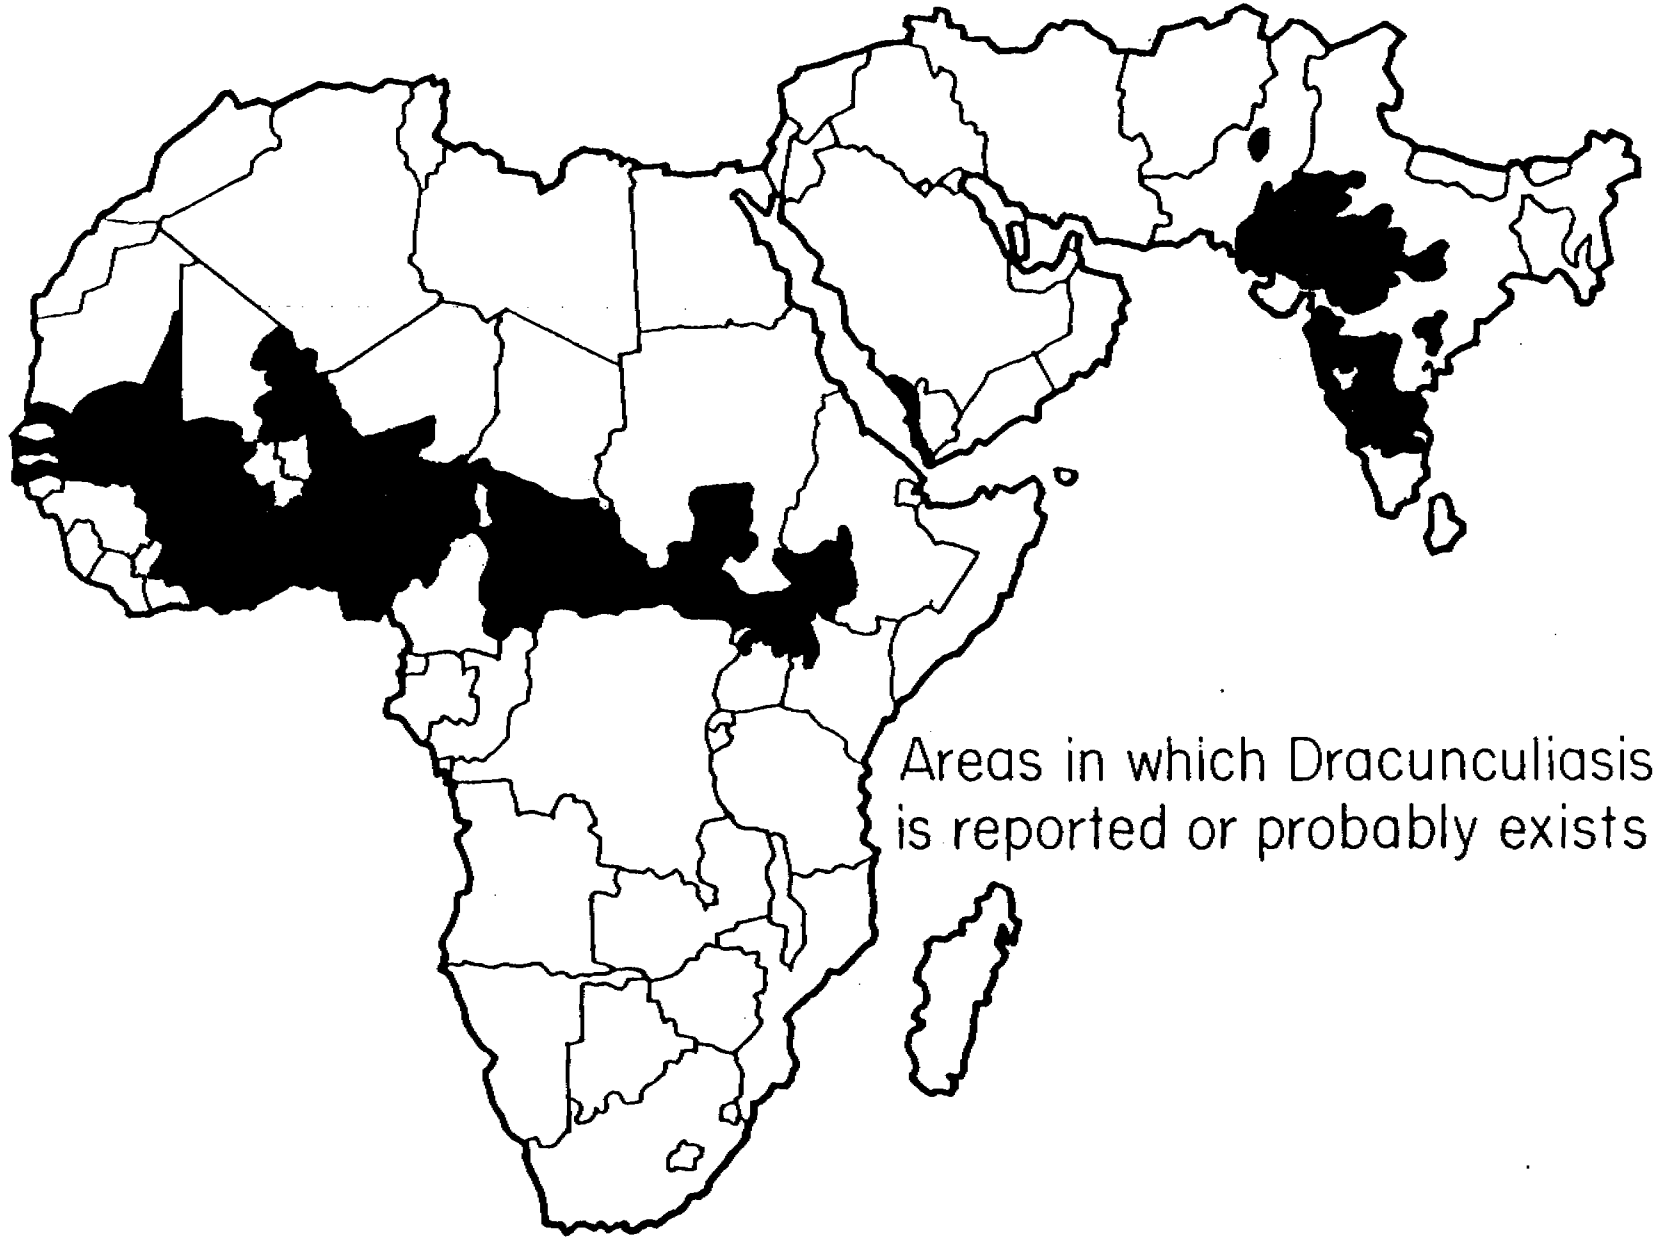 Areas in which Dracunculiasis
is reported or probably exists